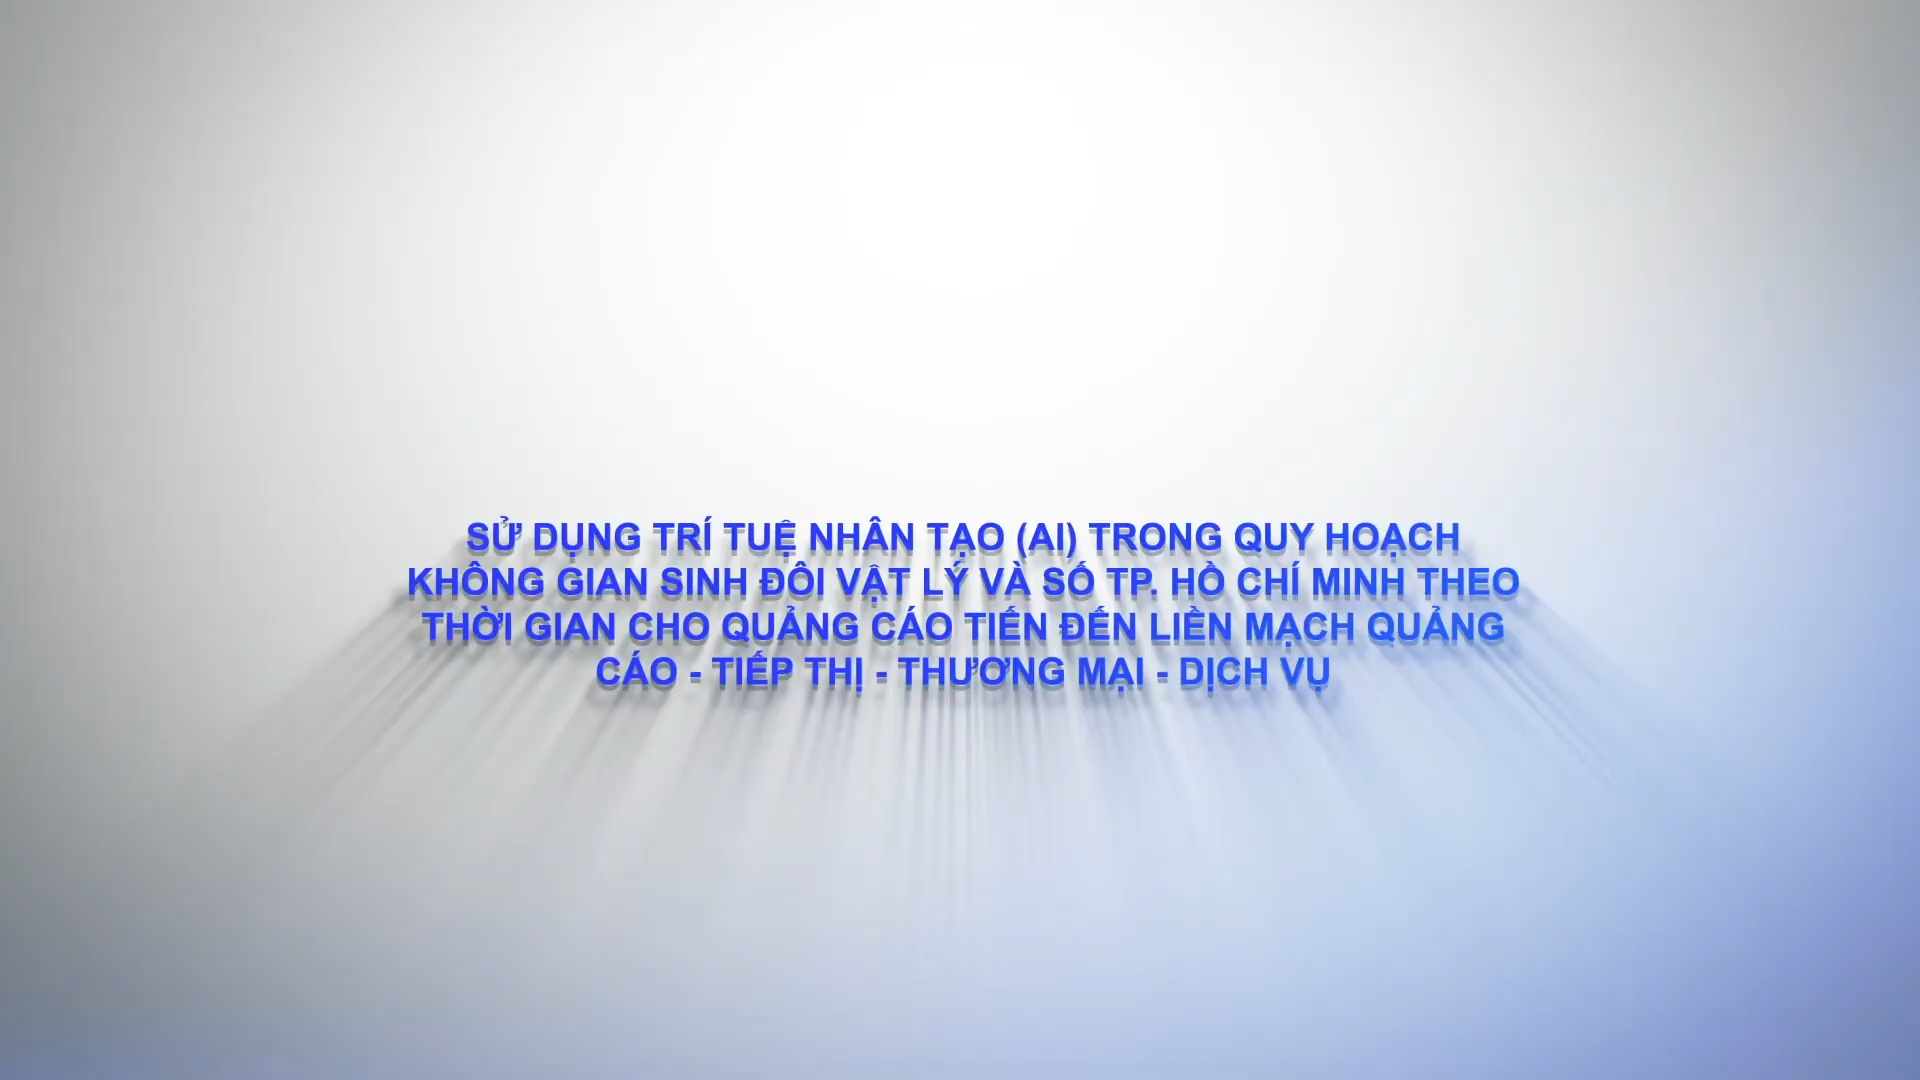 SỬ DỤNG TRÍ TUỆ NHÂN TẠO (AI) TRONG QUY HOẠCH
KHÔNG GIAN SINH ĐÔI VẬT LÝ VÀ SỐ TP. HỒ CHÍ MINH THEO
THỜI GIAN CHO QUẢNG CÁO TIẾN ĐẾN LIỀN MẠCH QUẢNG
CÁO - TIẾP THỊ - THƯƠNG MẠI - DỊCH VỤ